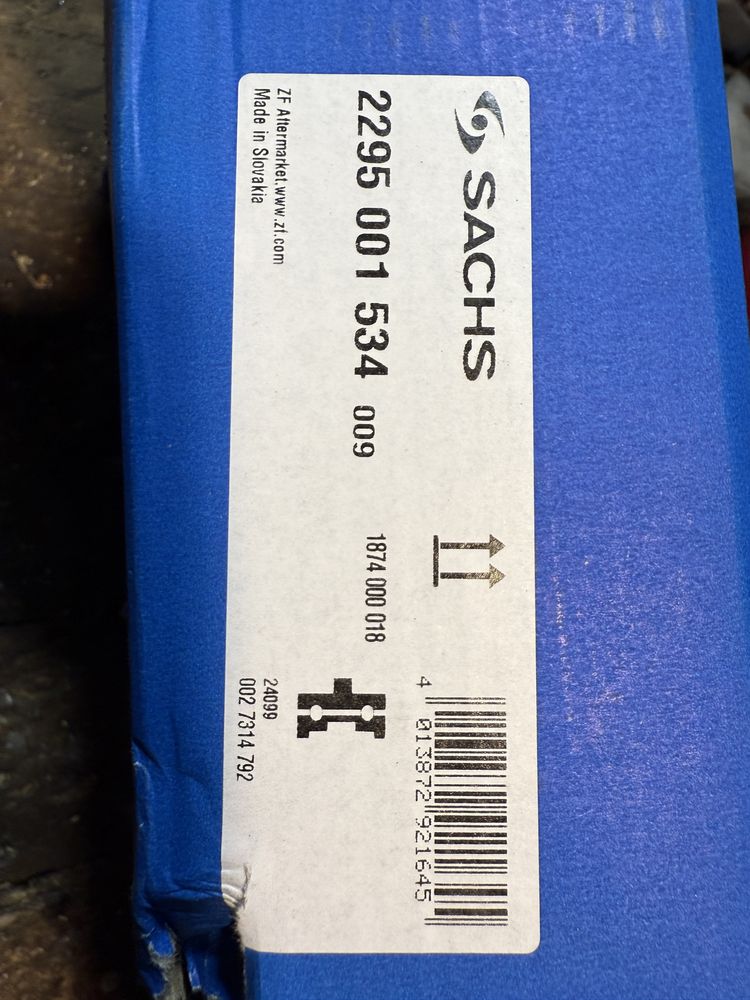 SACHS
2295 001 534 009
1874 000 018
ZF Aftermarket.www.zf.com
Made in Slovakia
24099
002 7314 792
4 013872 921645